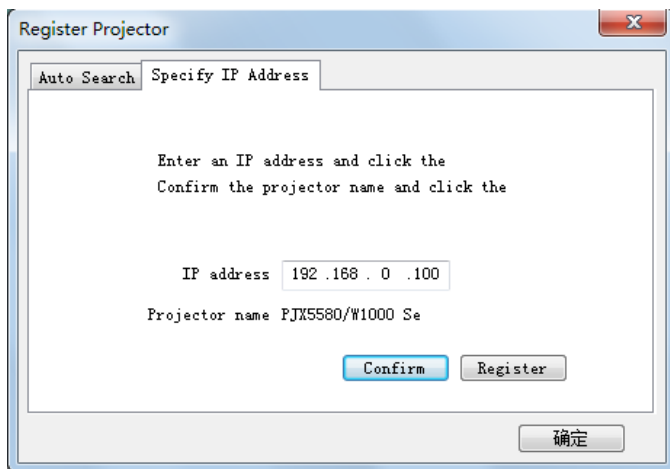 Register Projector
Auto Search
Specify IP Address
Enter an IP address and click the
Confirm the projector name and click the
IP address 192 .168 . 0 .100
Projector name PJX5580/W1000 Se
Confirm
Register
确定